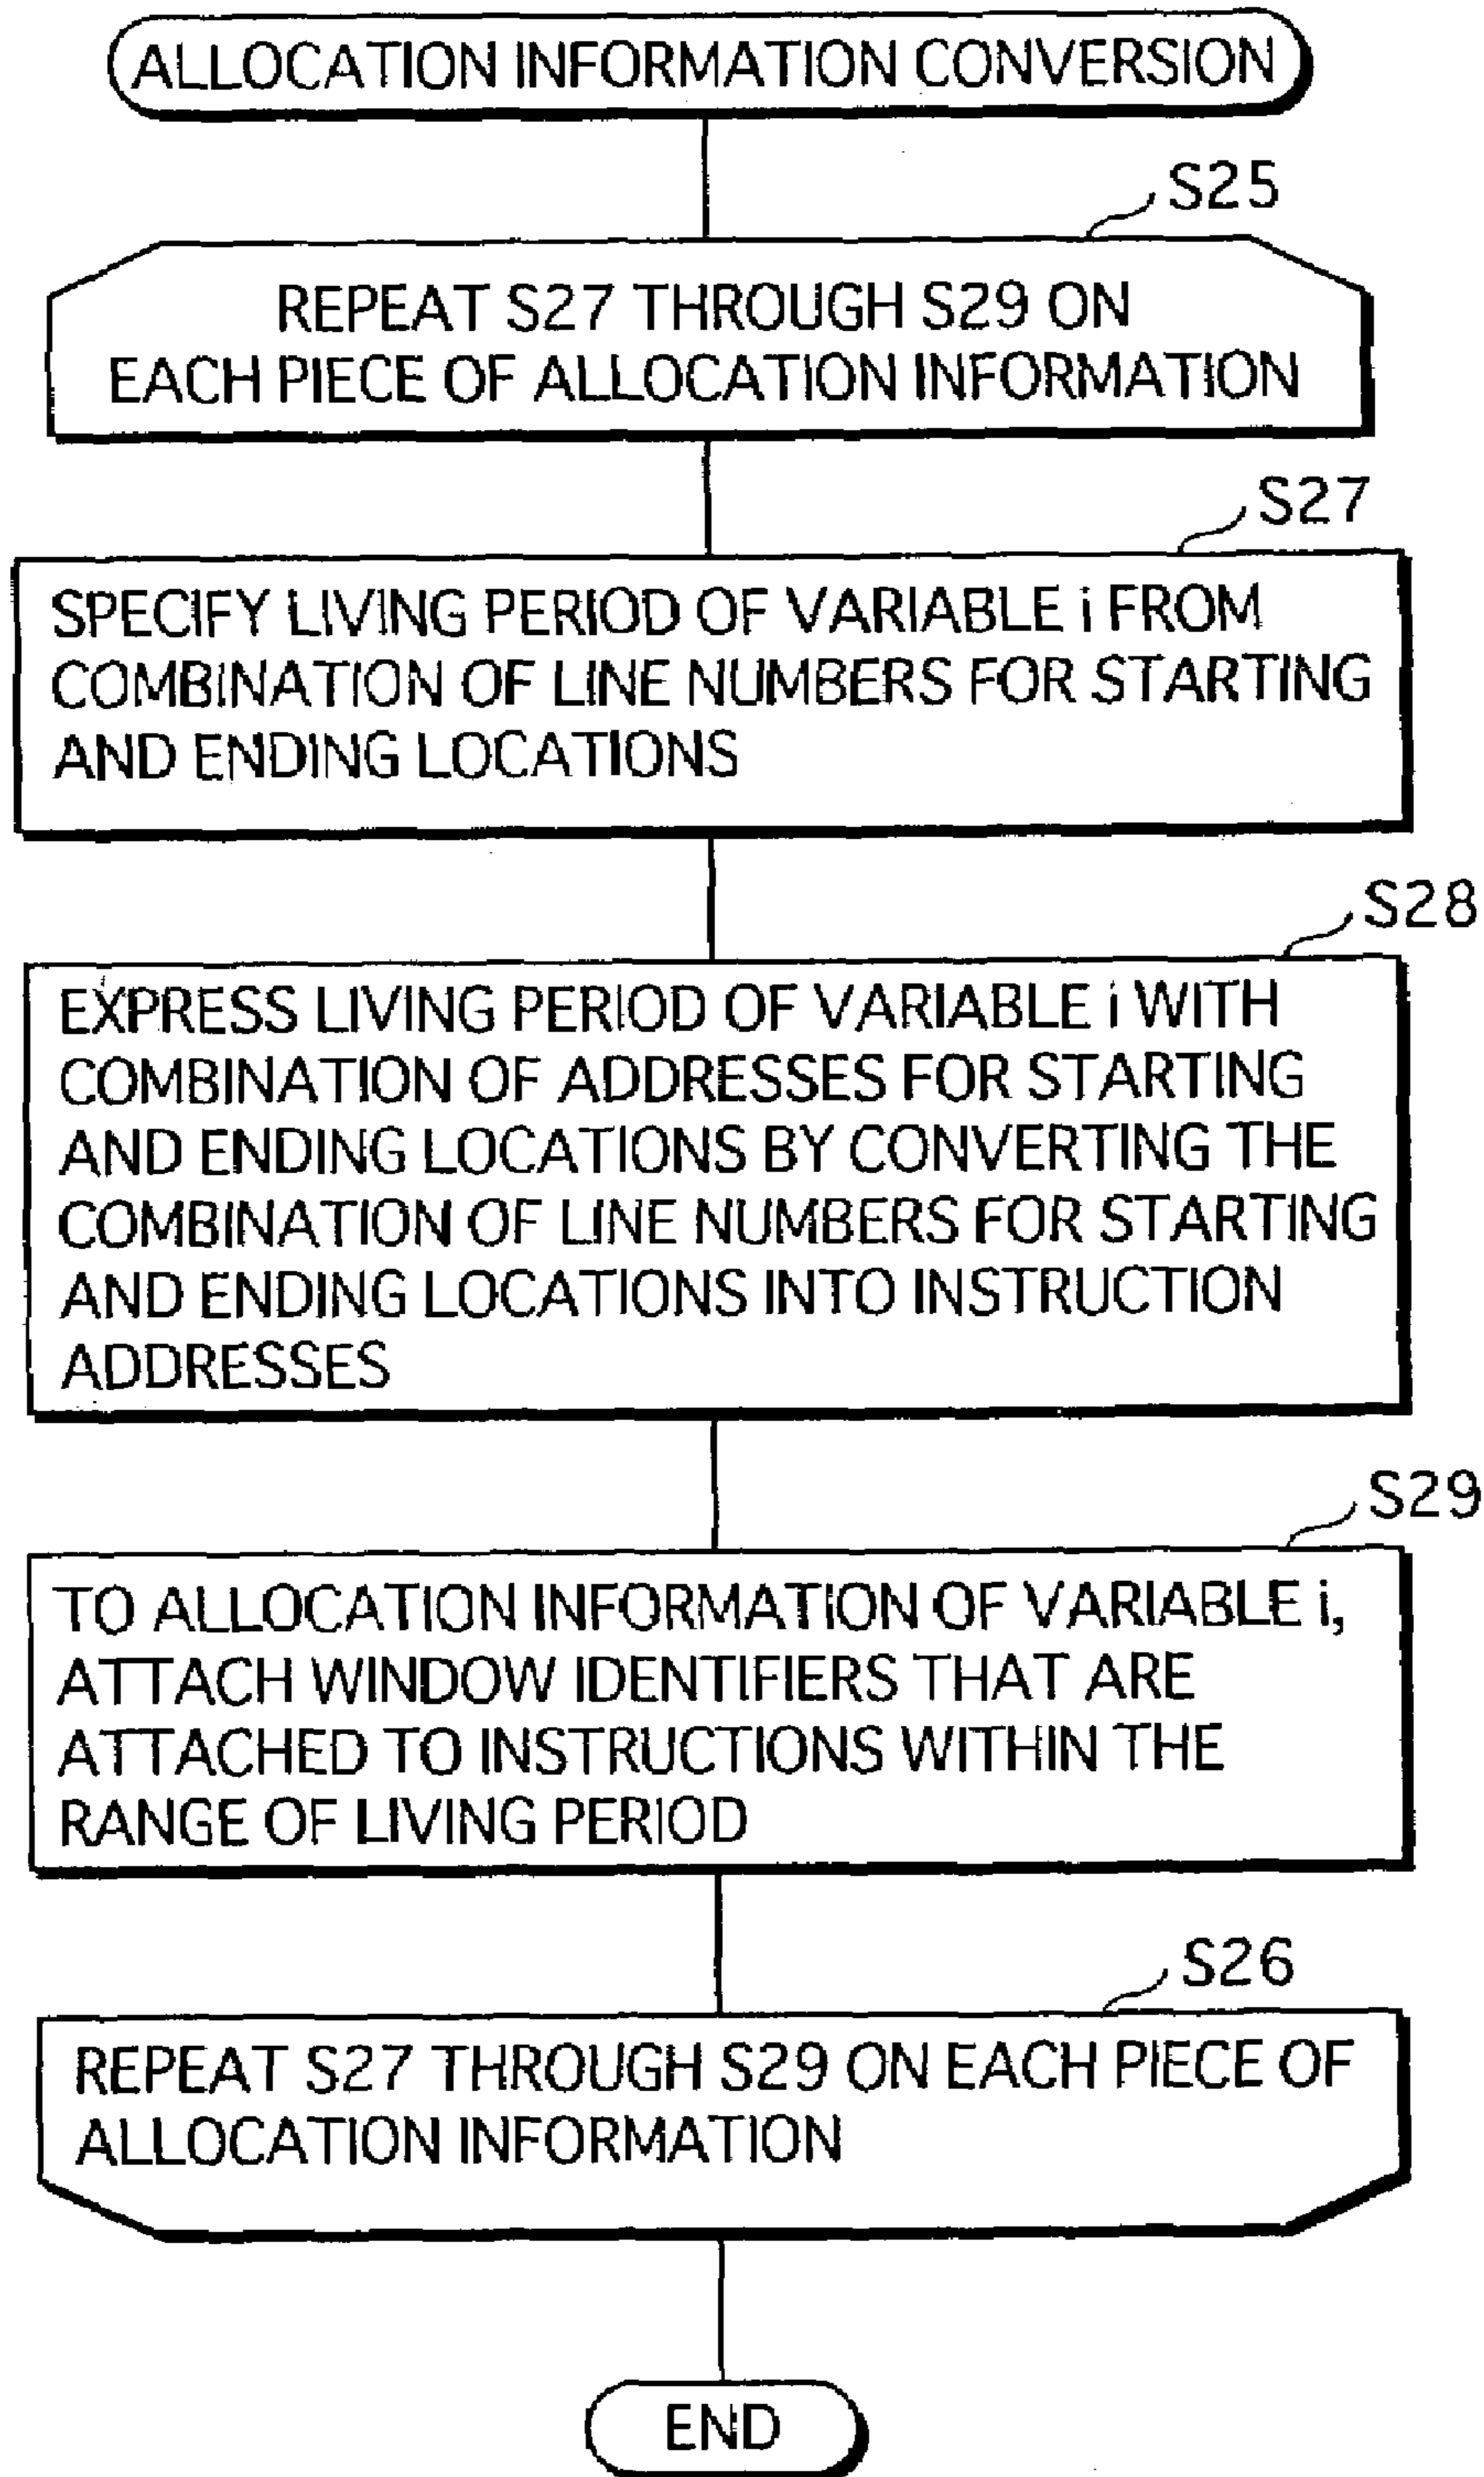 ALLOCATION INFORMATION CONVERSION
S25
REPEAT S27 THROUGH S29 ON
EACH PIECE OF ALLOCATION INFORMATION
S27
SPECIFY LIVING PERIOD OF VARIABLE i FROM
COMBINATION OF LINE NUMBERS FOR STARTING
AND ENDING LOCATIONS
S28
EXPRESS LIVING PERIOD OF VARIABLE i WITH
COMBINATION OF ADDRESSES FOR STARTING
AND ENDING LOCATIONS BY CONVERTING THE
COMBINATION OF LINE NUMBERS FOR STARTING
AND ENDING LOCATIONS INTO INSTRUCTION
ADDRESSES
S29
TO ALLOCATION INFORMATION OF VARIABLE i,
ATTACH WINDOW IDENTIFIERS THAT ARE
ATTACHED TO INSTRUCTIONS WITHIN THE
RANGE OF LIVING PERIOD
S26
REPEAT S27 THROUGH S29 ON EACH PIECE OF
ALLOCATION INFORMATION
END